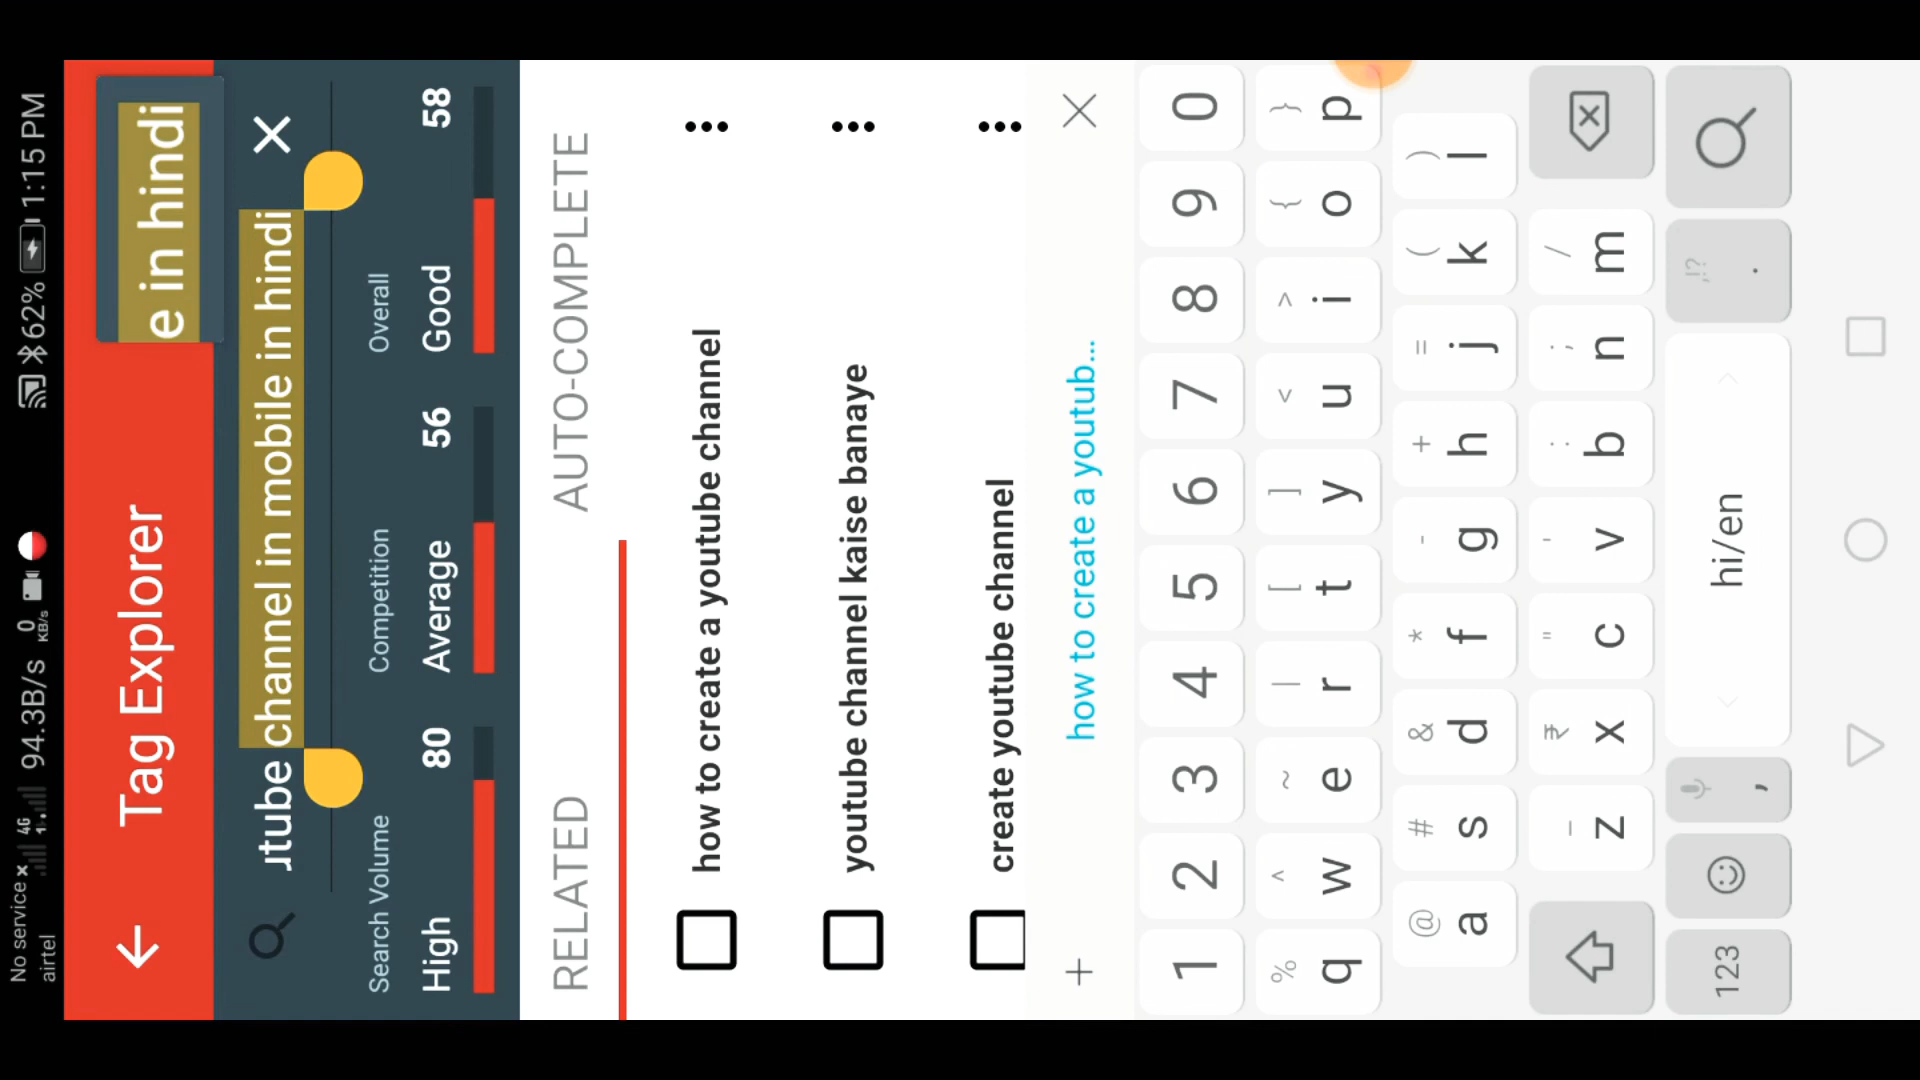 No service 4G 94.3B/s 0 KB/s 62% 1:15 PM
airtel
Tag Explorer
e in hindi
utube channel in mobile in hindi
Search Volume Competition Overall
High 80 Average 56 Good 58
RELATED AUTO-COMPLETE
how to create a youtube channel
youtube channel kaise banaye
create youtube channel
+ how to create a youtub...
1 2 3 4 5 6 7 8 9 0
% ^ ~ | [ ] < > { }
q w e r t y u i o p
@ # & * - + = ( )
a s d f g h j k l
_ ₹ " ' : ; /
z x c v b n m
123 , hi/en !? .